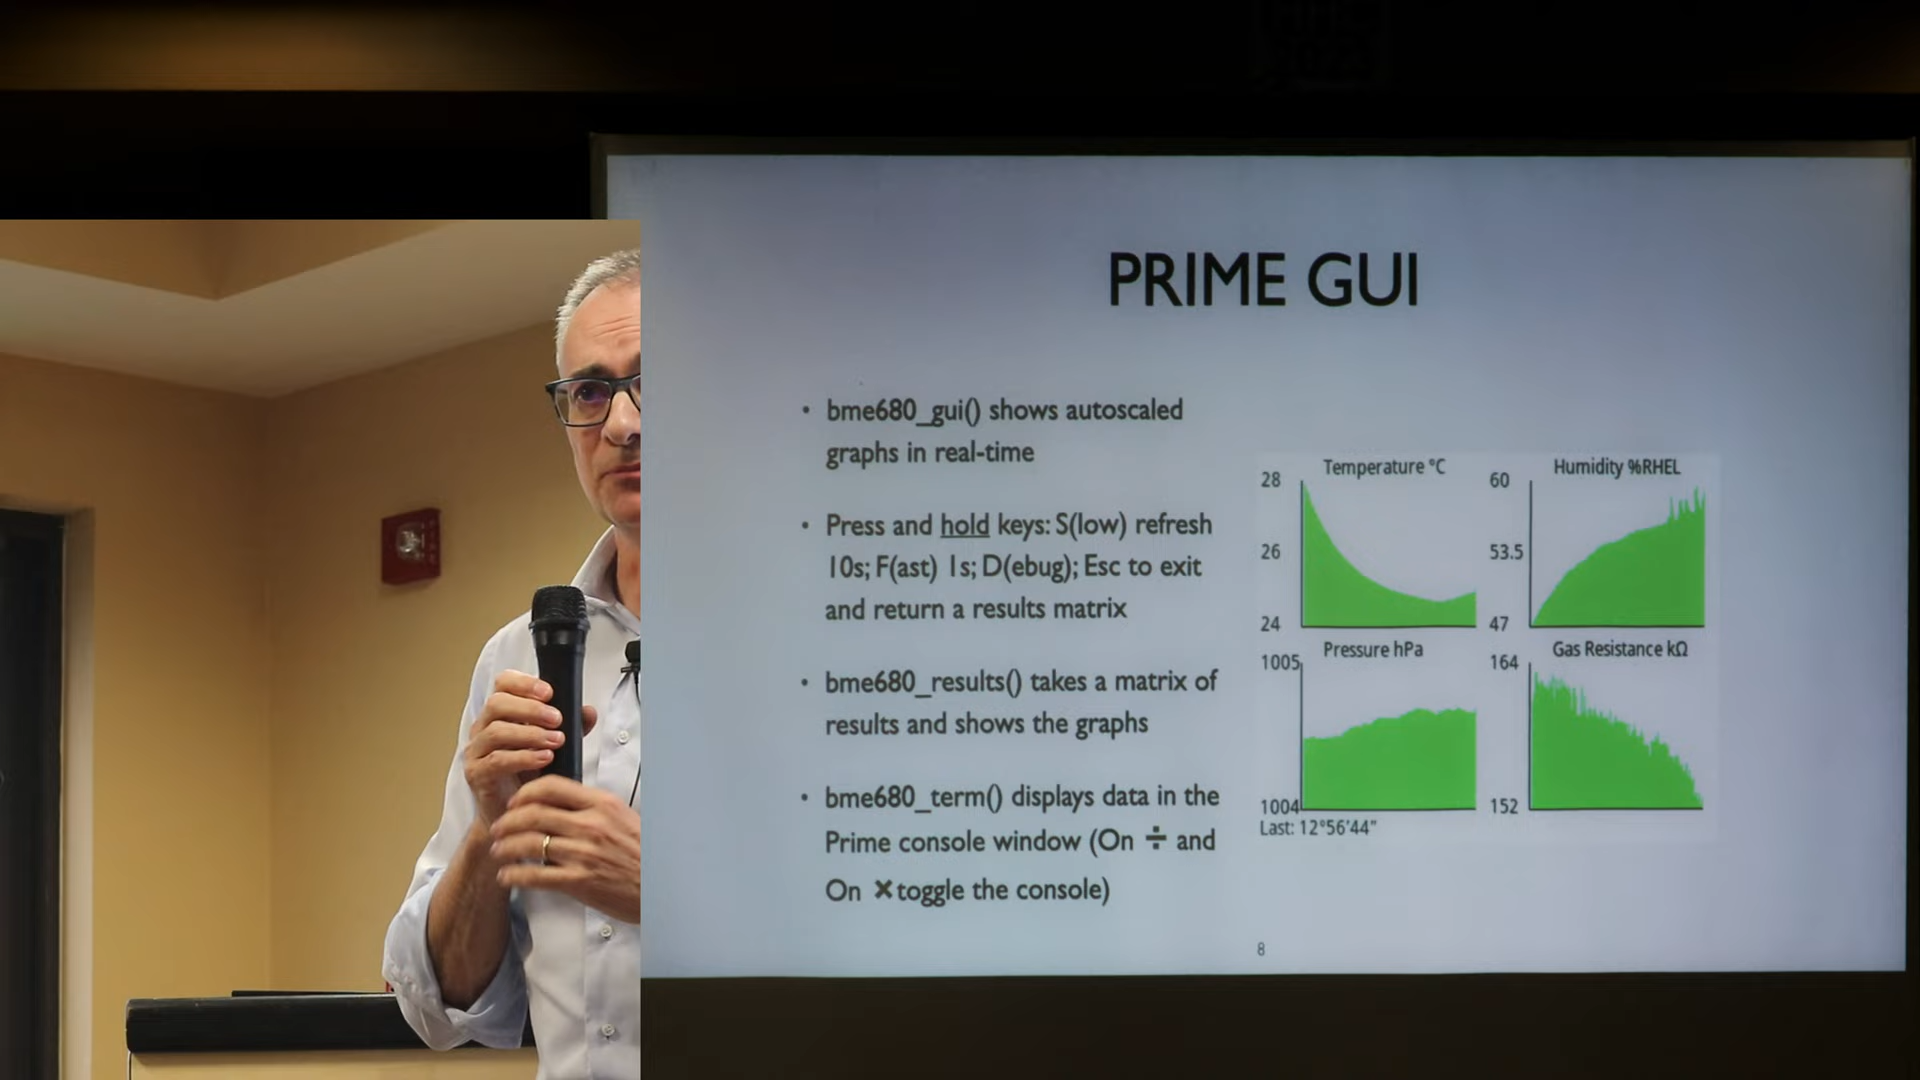 PRIME GUI
• bme680_gui() shows autoscaled
graphs in real-time
• Press and hold keys: S(low) refresh
10s; F(ast) 1s; D(ebug); Esc to exit
and return a results matrix
• bme680_results() takes a matrix of
results and shows the graphs
• bme680_term() displays data in the
Prime console window (On ÷ and
On ×toggle the console)
Temperature °C
28
26
24
Humidity %RHEL
60
53.5
47
Pressure hPa
1005
1004
Gas Resistance kΩ
164
152
Last: 12°56'44"
8